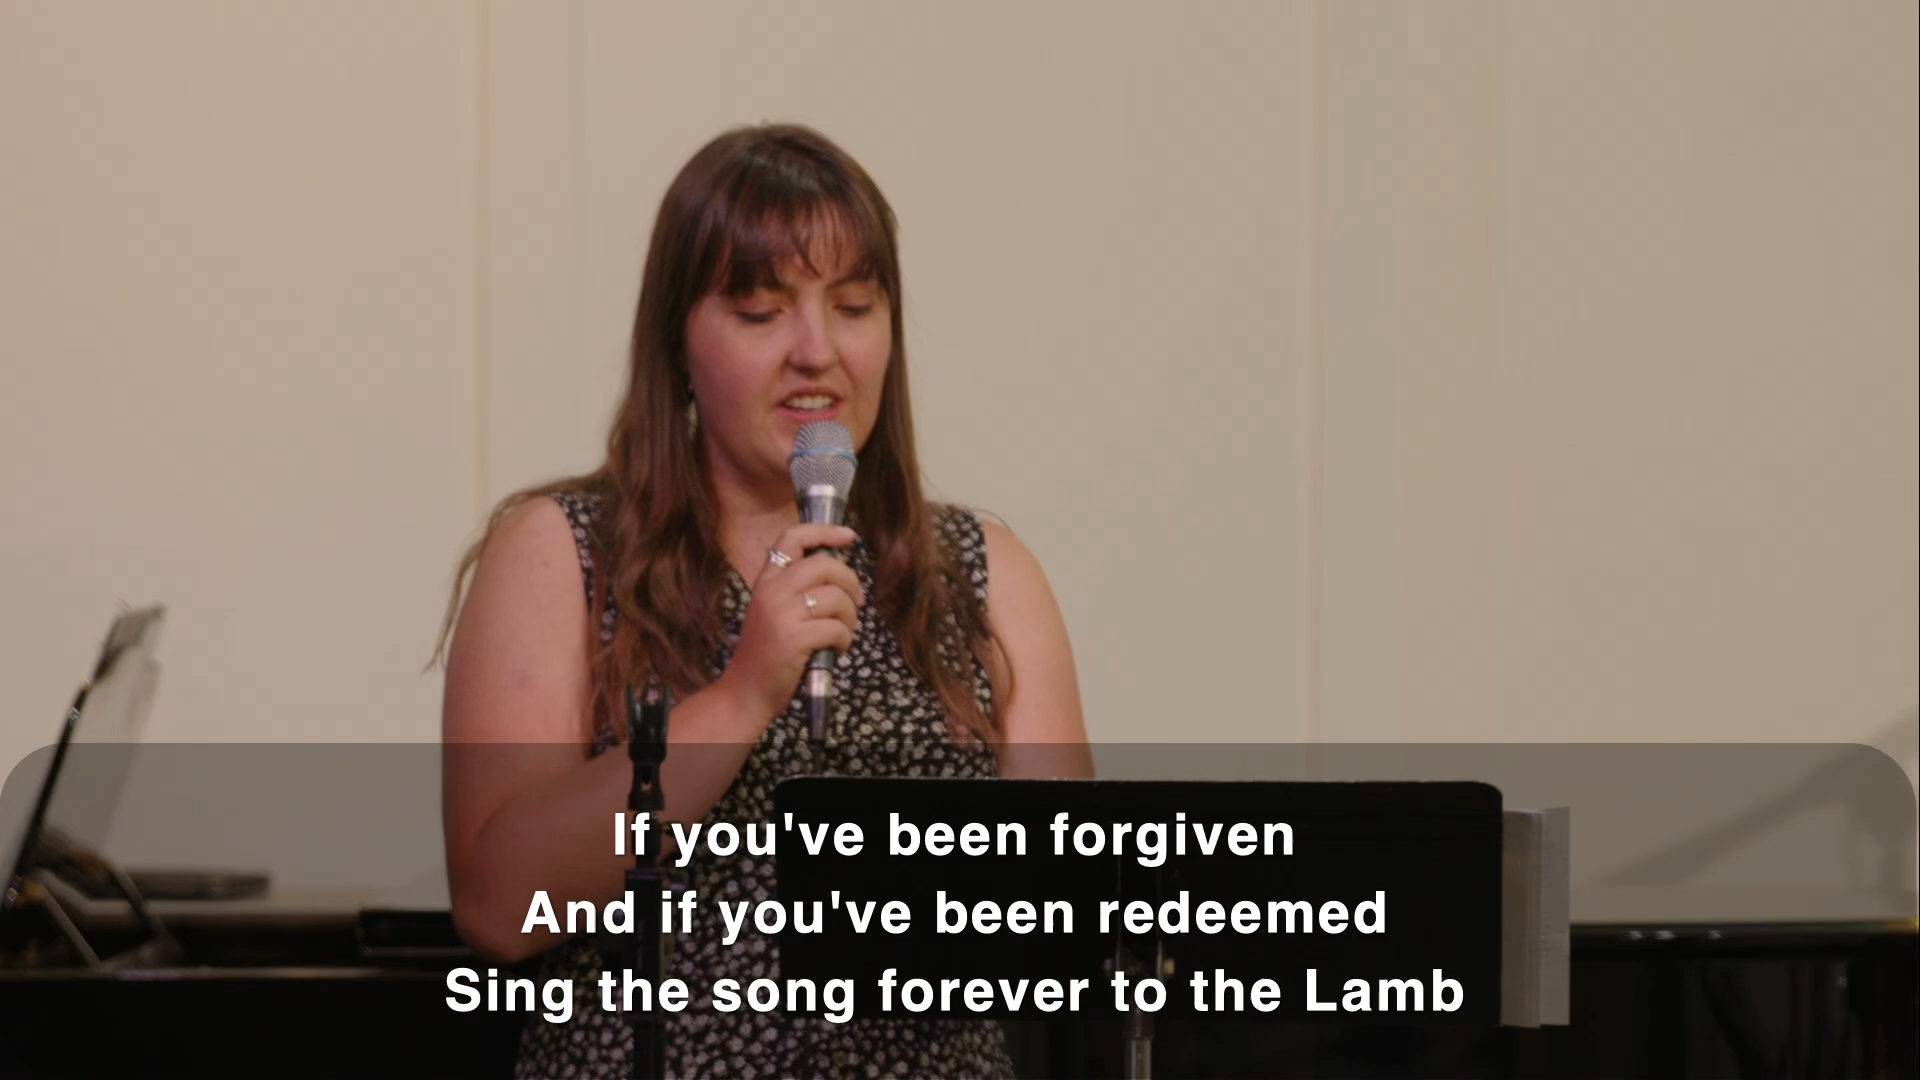 If you've been forgiven
And if you've been redeemed
Sing the song forever to the Lamb